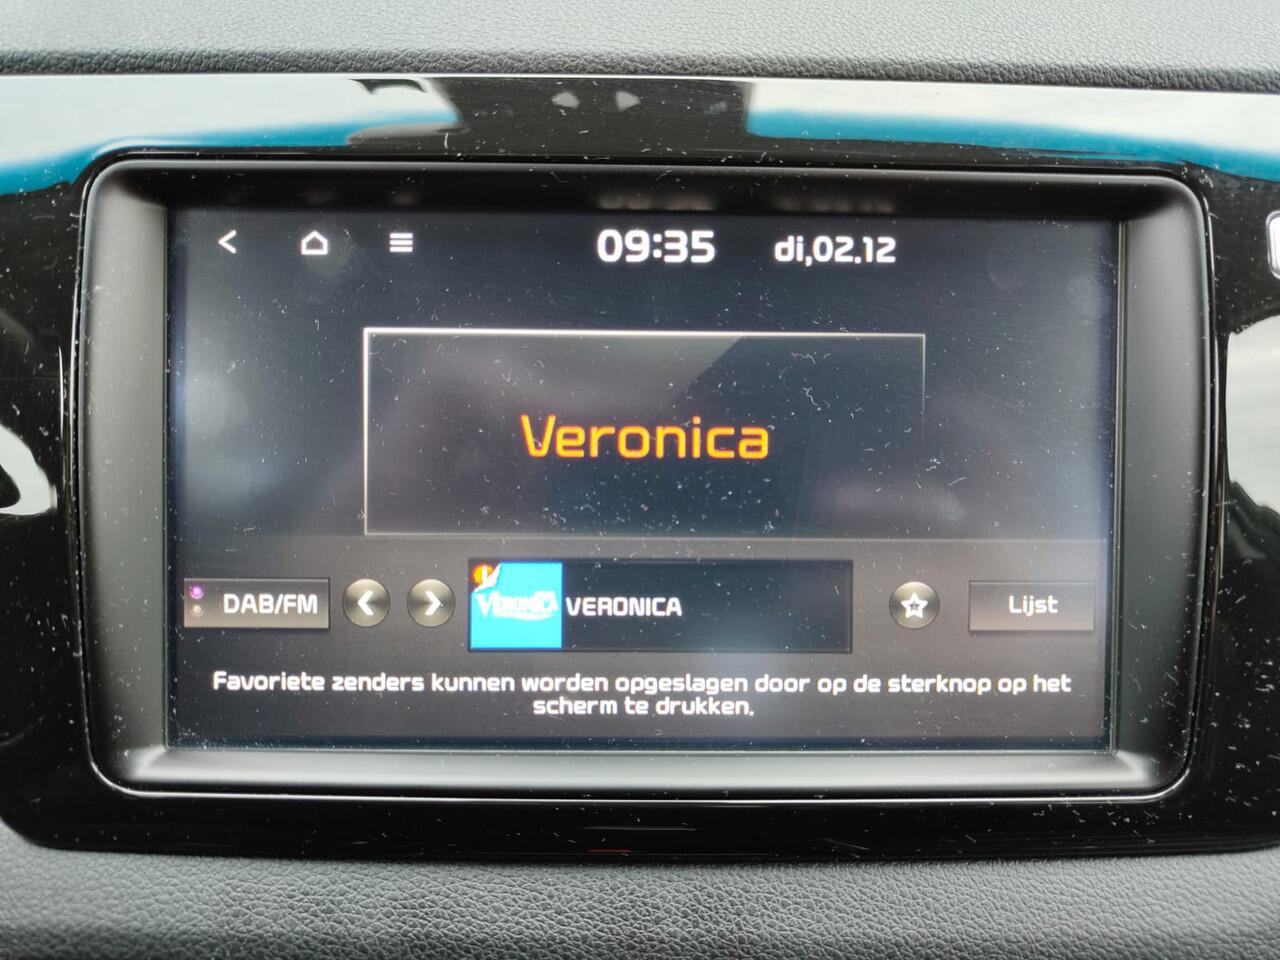 09:35 di,02.12
Veronica
DAB/FM
VERONICA
VERONICA
Lijst
Favoriete zenders kunnen worden opgeslagen door op de sterknop op het
scherm te drukken.